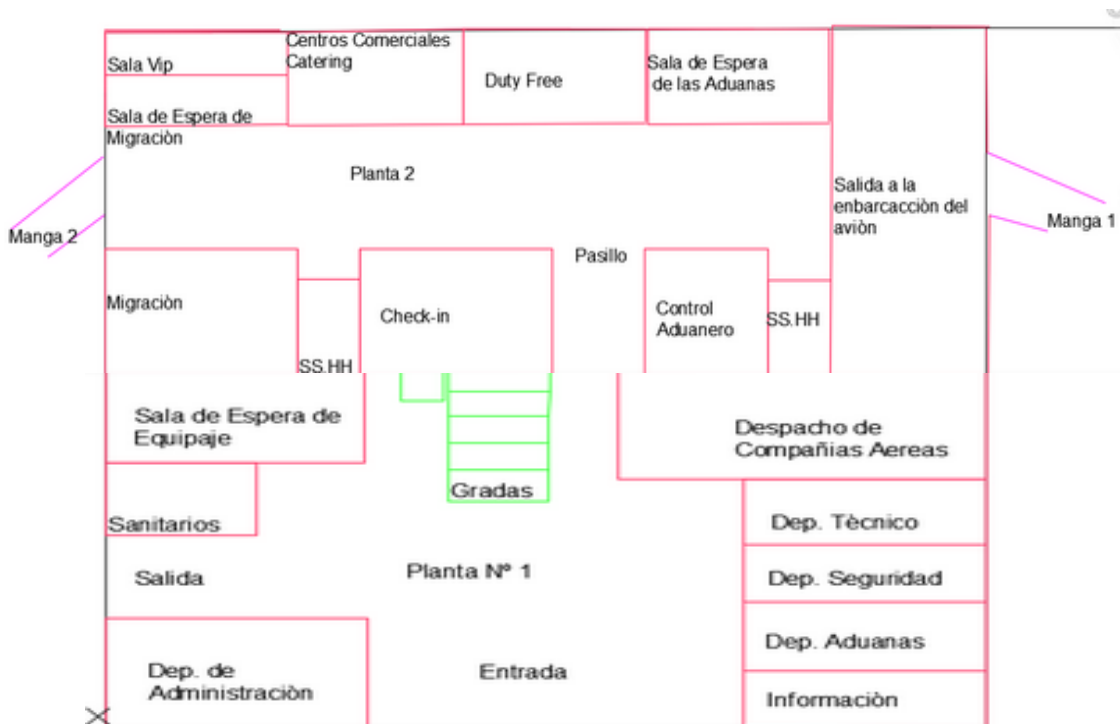 Sala Vip
Centros Comerciales
Catering
Duty Free
Sala de Espera
de las Aduanas
Sala de Espera de
Migraciòn
Planta 2
Salida a la
enbarcacciòn del
aviòn
Manga 2
Manga 1
Pasillo
Migraciòn
Check-in
Control
Aduanero
SS.HH
SS.HH
Sala de Espera de
Equipaje
Despacho de
Compañias Aereas
Gradas
Sanitarios
Dep. Tècnico
Salida
Planta Nº 1
Dep. Seguridad
Dep. Aduanas
Dep. de
Administraciòn
Entrada
Informaciòn